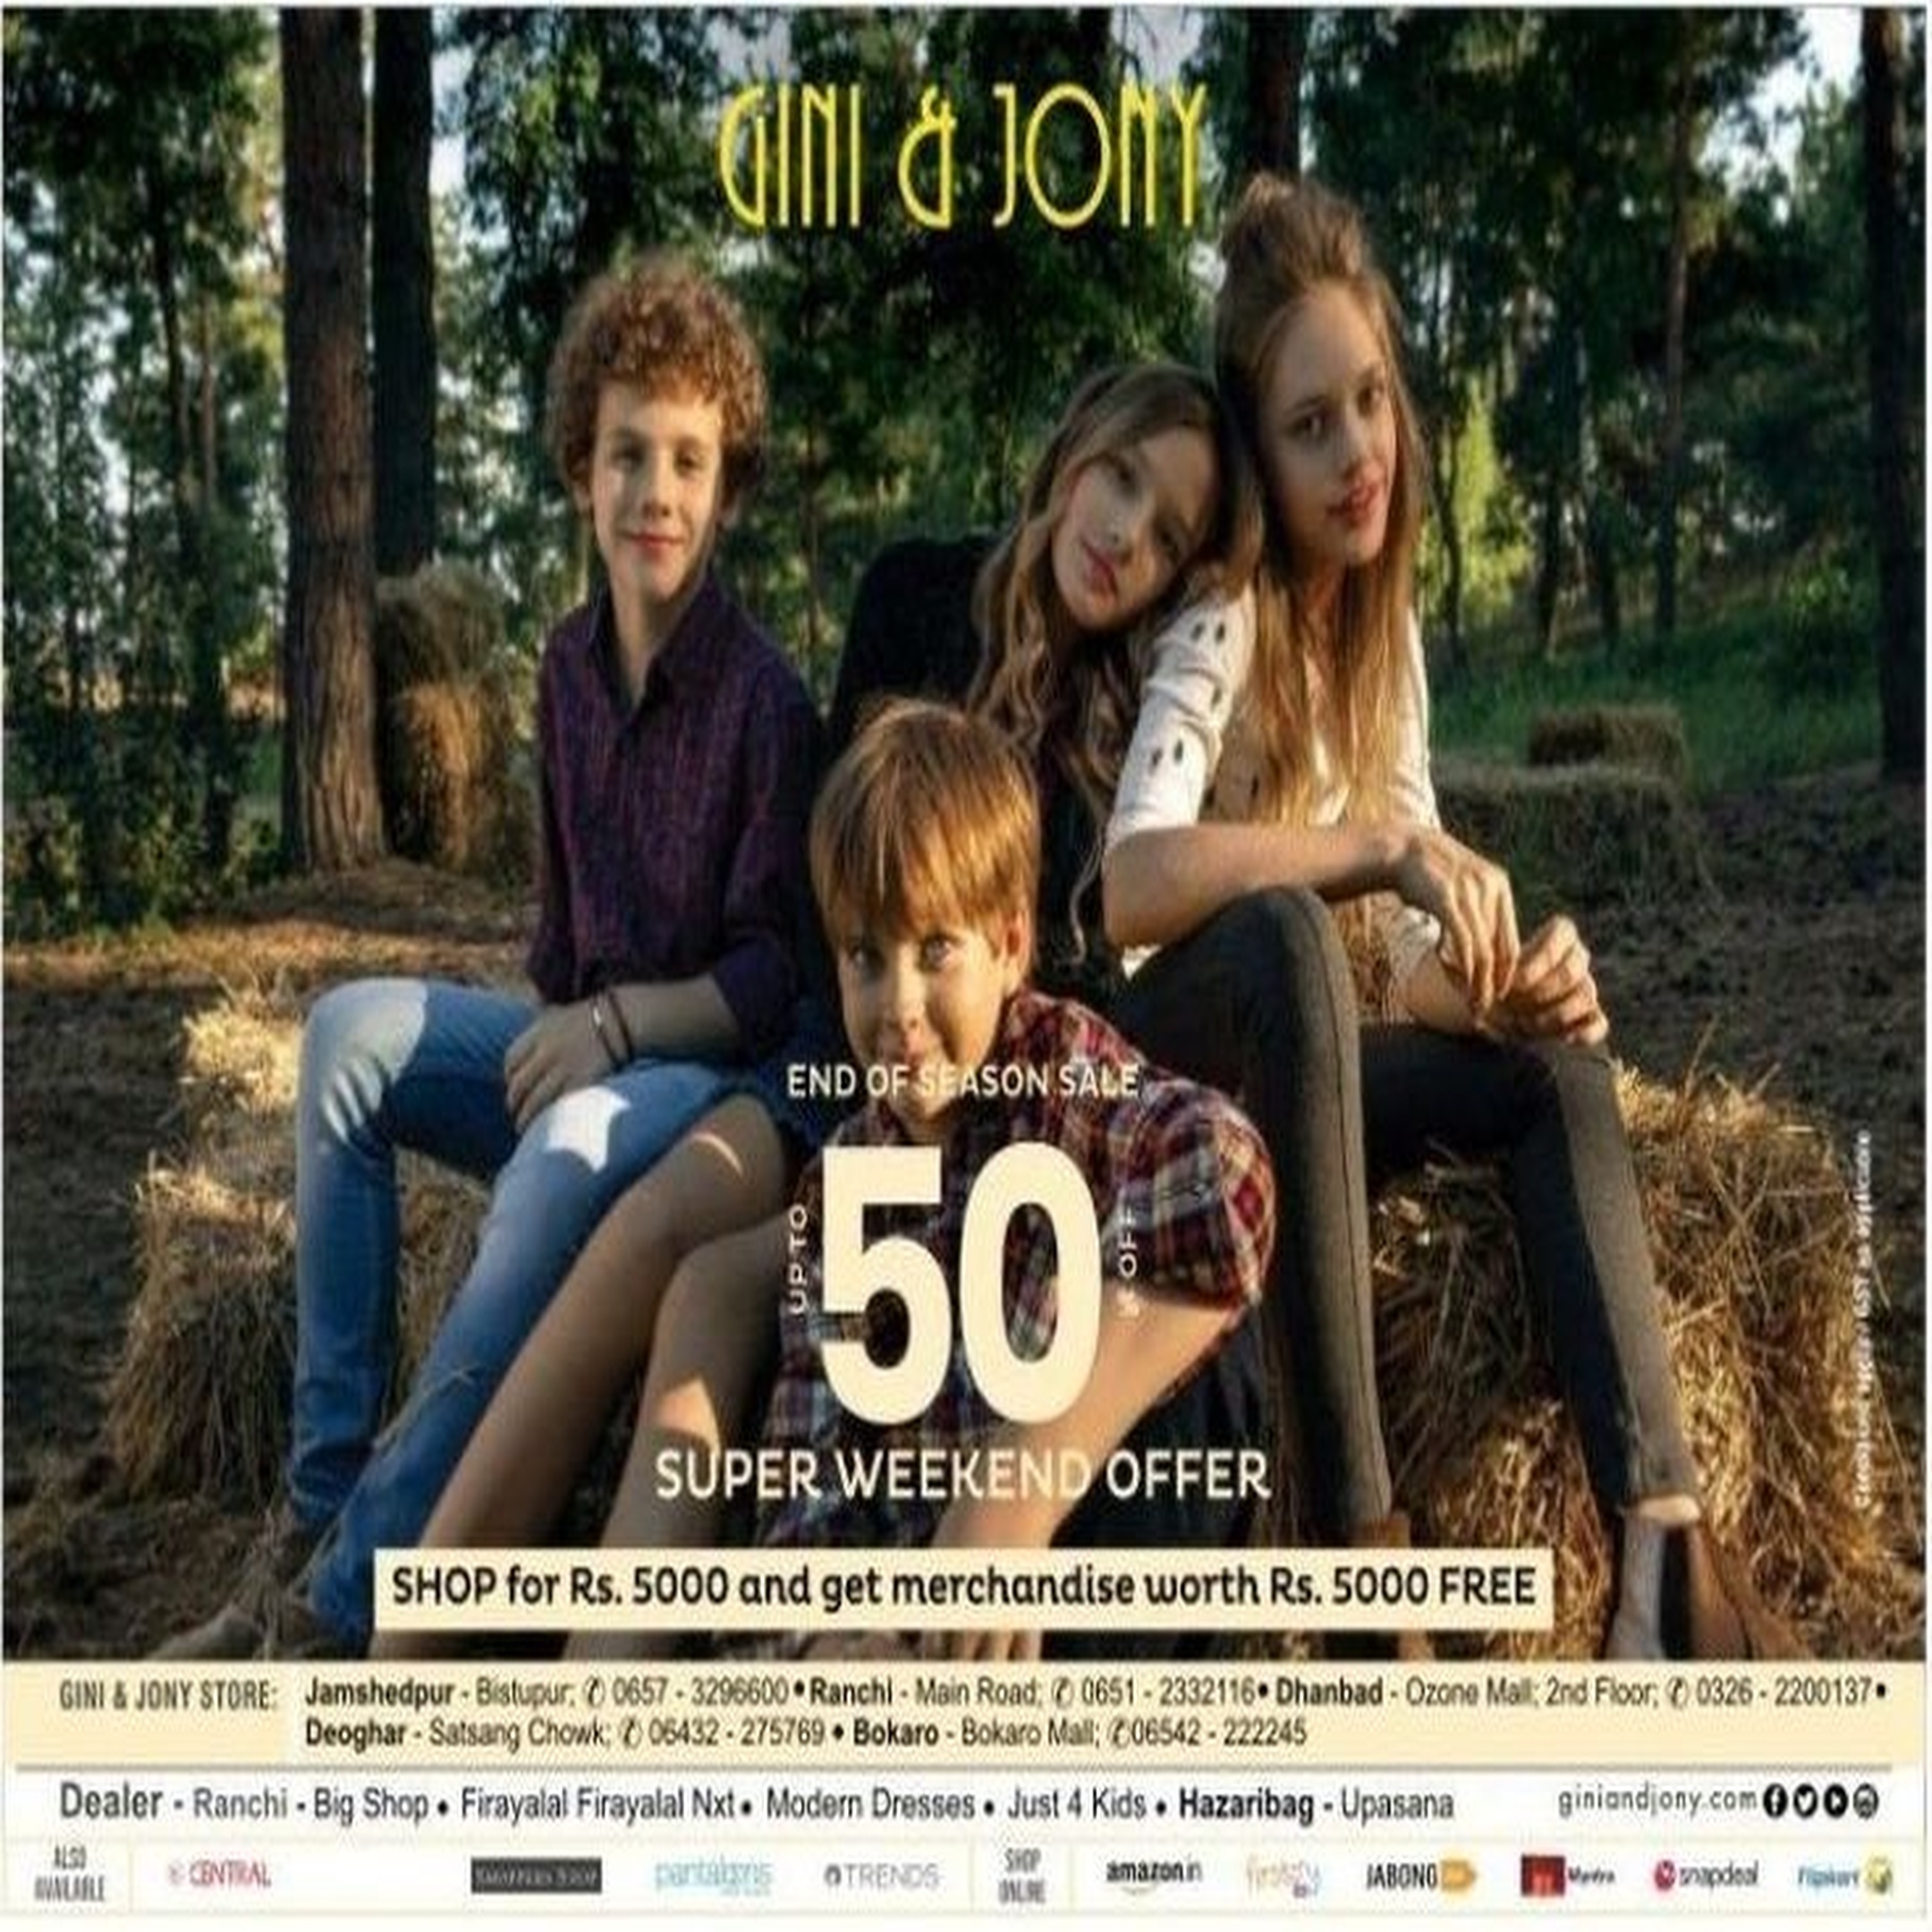 GINI & JONY
END OF SEASON SALE
UP TO
50
% OFF
SUPER WEEKEND OFFER
SHOP for Rs. 5000 and get merchandise worth Rs. 5000 FREE
GINI & JONY STORE: Jamshedpur - Bistupur; ✆ 0657 - 3296600 • Ranchi - Main Road; ✆ 0651 - 2332116 • Dhanbad - Ozone Mall; 2nd Floor; ✆ 0326 - 2200137 •
Deoghar - Satsang Chowk; ✆ 06432 - 275769 • Bokaro - Bokaro Mall; ✆ 06542 - 222245
Dealer - Ranchi - Big Shop • Firayalal Firayalal Nxt • Modern Dresses • Just 4 Kids • Hazaribag - Upasana
giniandjony.com
ALSO AVAILABLE
CENTRAL
pantaloons
TRENDS
SHOP ONLINE
amazon.in
firstcry
JABONG
Myntra
snapdeal
Flipkart